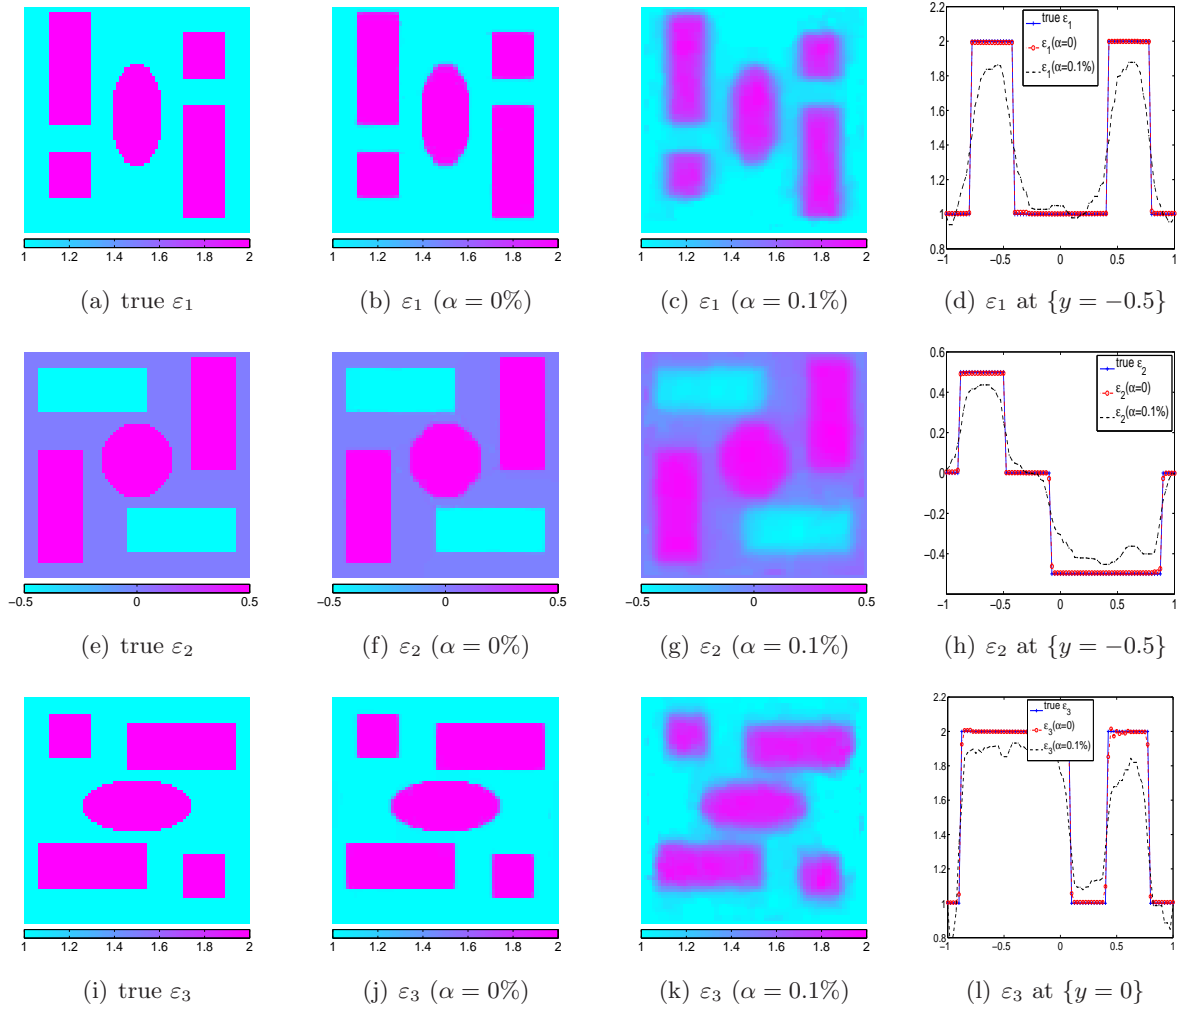 2.2
2
1.8
1.6
1.4
1.2
1
0.8
-1
-0.5
0
0.5
1
true ε₁
ε₁(α=0)
ε₁(α=0.1%)
1 1.2 1.4 1.6 1.8 2
1 1.2 1.4 1.6 1.8 2
1 1.2 1.4 1.6 1.8 2
(a) true ε₁
(b) ε₁ (α = 0%)
(c) ε₁ (α = 0.1%)
(d) ε₁ at {y = −0.5}
0.6
0.4
0.2
0
−0.2
−0.4
-1
-0.5
0
0.5
1
true ε₂
ε₂(α=0)
ε₂(α=0.1%)
−0.5 0 0.5
−0.5 0 0.5
−0.5 0 0.5
(e) true ε₂
(f) ε₂ (α = 0%)
(g) ε₂ (α = 0.1%)
(h) ε₂ at {y = −0.5}
2.2
2
1.8
1.6
1.4
1.2
1
0.8
-1
-0.5
0
0.5
1
true ε₃
ε₃(α=0)
ε₃(α=0.1%)
1 1.2 1.4 1.6 1.8 2
1 1.2 1.4 1.6 1.8 2
1 1.2 1.4 1.6 1.8 2
(i) true ε₃
(j) ε₃ (α = 0%)
(k) ε₃ (α = 0.1%)
(l) ε₃ at {y = 0}